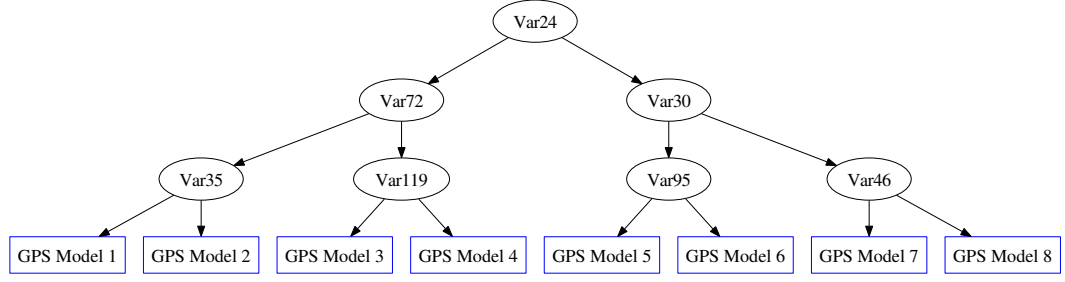 Var24
Var72 Var30
Var35 Var119 Var95 Var46
GPS Model 1 GPS Model 2 GPS Model 3 GPS Model 4 GPS Model 5 GPS Model 6 GPS Model 7 GPS Model 8